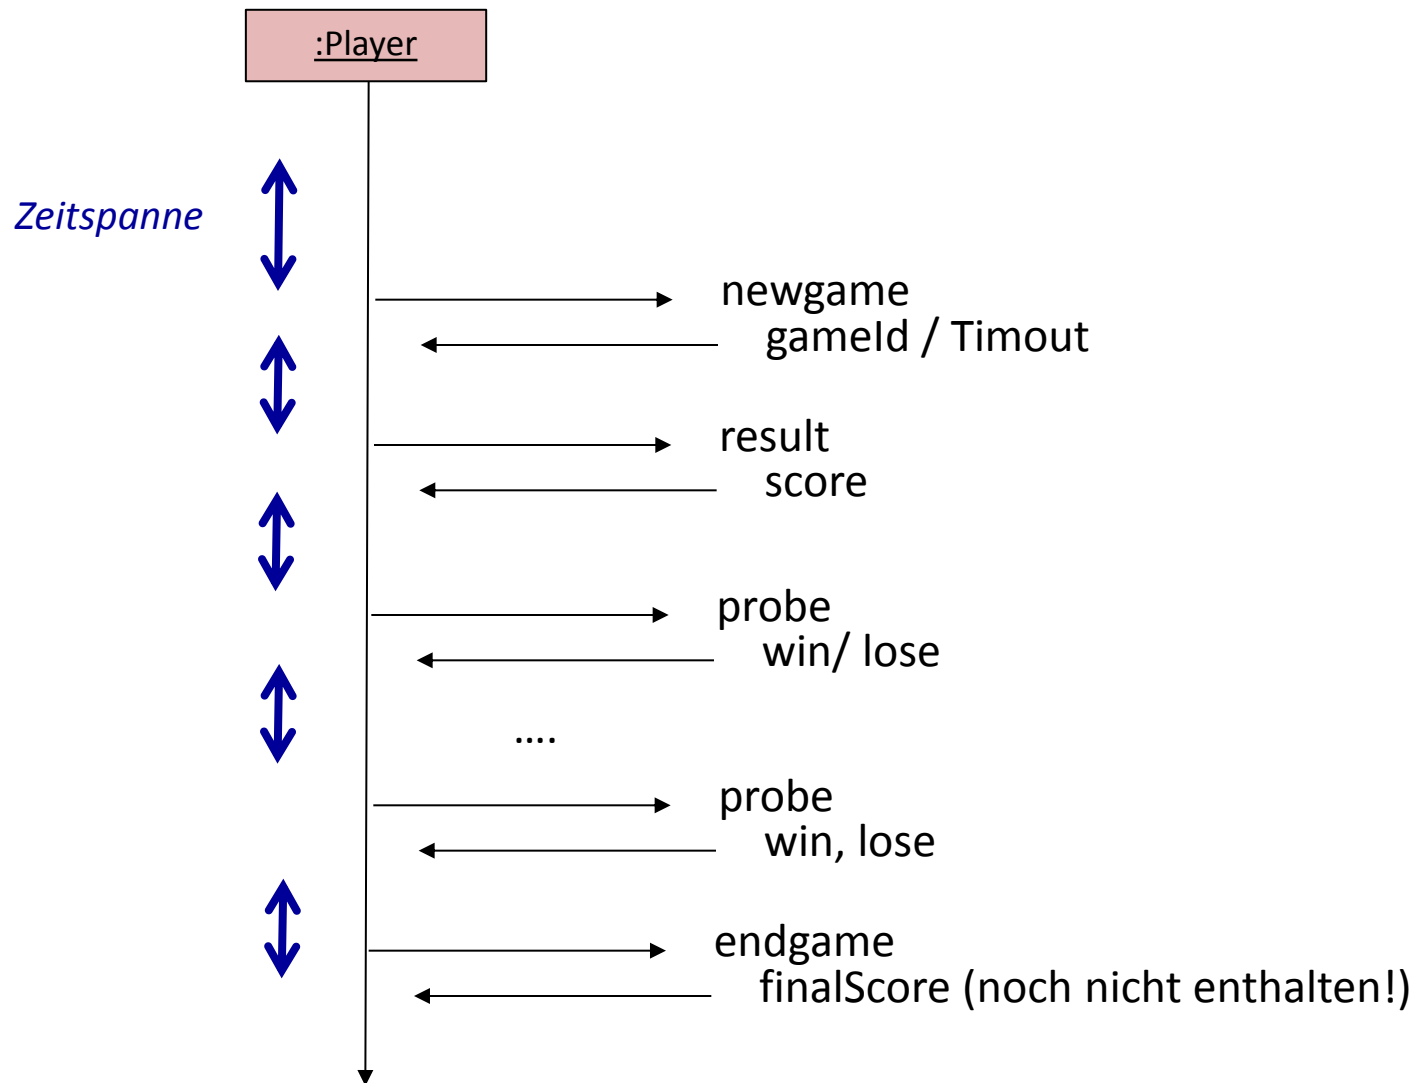 :Player
Zeitspanne
newgame
gameId / Timout
result
score
probe
win/ lose
....
probe
win, lose
endgame
finalScore (noch nicht enthalten!)